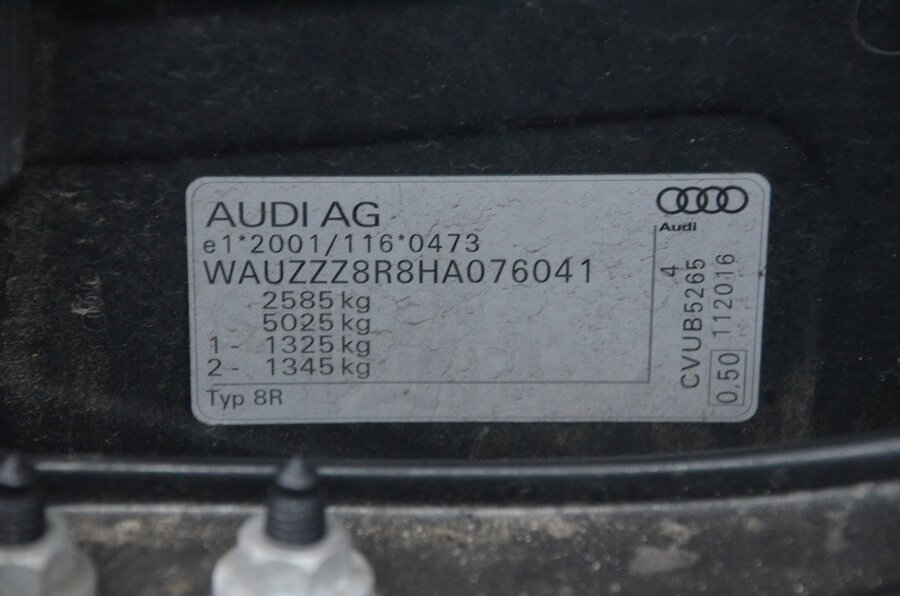 AUDI AG
e1*2001/116*0473
WAUZZZ8R8HA076041
2585 kg
5025 kg
1 - 1325 kg
2 - 1345 kg
Typ 8R
Audi
4
CVUB5265
112016
0,50